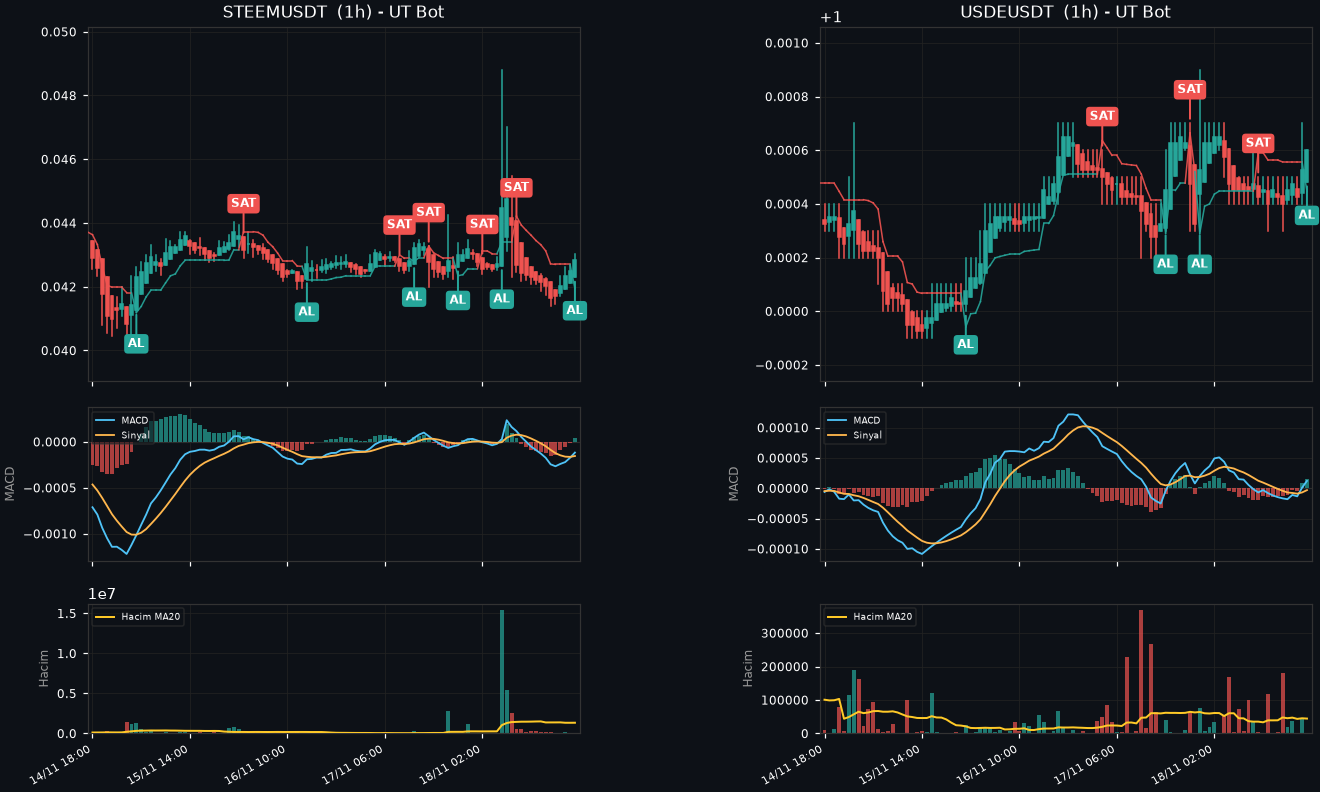 STEEMUSDT (1h) - UT Bot
0.050
0.048
0.046
0.044
0.042
0.040
SAT
SAT
SAT
SAT
SAT
AL
AL
AL
AL
AL
AL
MACD
MACD
Sinyal
0.0000
−0.0005
−0.0010
1e7
Hacim
Hacim MA20
1.5
1.0
0.5
0.0
14/11 18:00
15/11 14:00
16/11 10:00
17/11 06:00
18/11 02:00
+1
USDEUSDT (1h) - UT Bot
0.0010
0.0008
0.0006
0.0004
0.0002
0.0000
−0.0002
SAT
SAT
SAT
AL
AL
AL
AL
MACD
MACD
Sinyal
0.00010
0.00005
0.00000
−0.00005
−0.00010
Hacim
Hacim MA20
300000
200000
100000
0
14/11 18:00
15/11 14:00
16/11 10:00
17/11 06:00
18/11 02:00